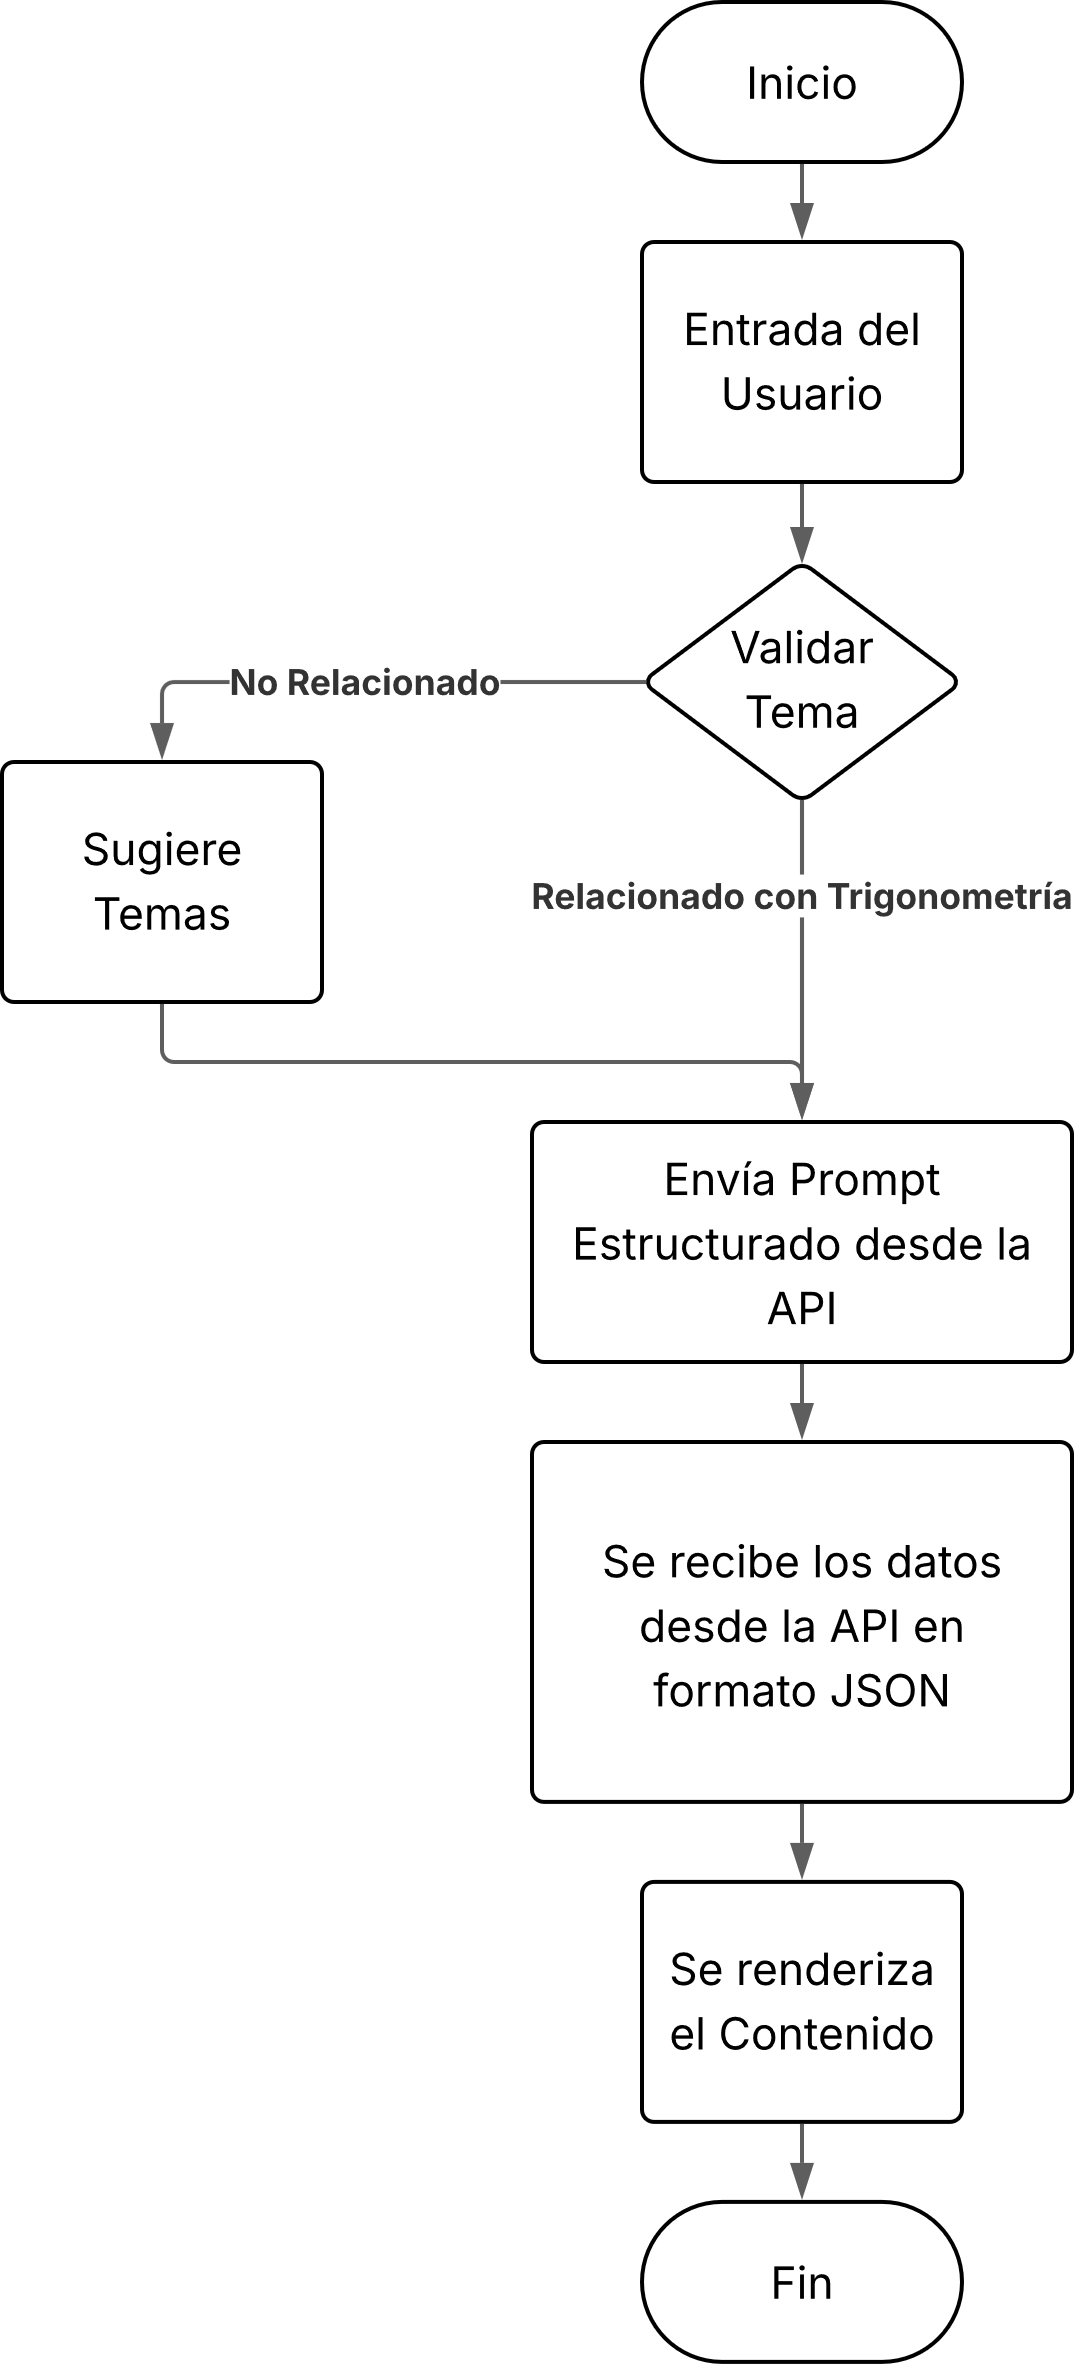 Inicio
Entrada del
Usuario
Validar
Tema
No Relacionado
Sugiere
Temas
Relacionado con Trigonometría
Envía Prompt
Estructurado desde la
API
Se recibe los datos
desde la API en
formato JSON
Se renderiza
el Contenido
Fin